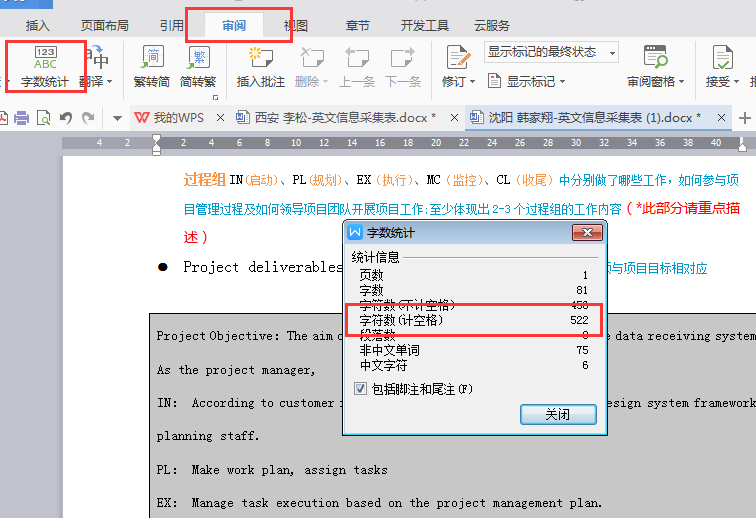 插入 页面布局 引用 审阅 视图 章节 开发工具 云服务
123
ABC
字数统计 翻译 繁转简 简转繁 插入批注 删除 上一条 下一条 修订 显示标记的最终状态 显示标记 审阅窗格 接受
我的WPS 西安 李松-英文信息采集表.docx * 沈阳 韩家翔-英文信息采集表 (1).docx *
4 2 2 4 6 8 10 12 14 16 18 20 22 24 26 28 30 32 34 36 38 40
过程组 IN(启动)、PL(规划)、EX（执行)、MC（监控)、CL（收尾）中分别做了哪些工作，如何参与项
目管理过程及如何领导项目团队开展项目工作;至少体现出 2-3 个过程组的工作内容（*此部分请重点描
述）
● Project deliverables 与项目目标相对应
字数统计
统计信息
页数 1
字数 81
字符数(不计空格) 458
字符数(计空格) 522
段落数
非中文单词 75
中文字符 6
包括脚注和尾注(F)
关闭
Project Objective: The aim data receiving system
As the project manager,
IN: According to customer design system framework
planning staff.
PL: Make work plan, assign tasks
EX: Manage task execution based on the project management plan.